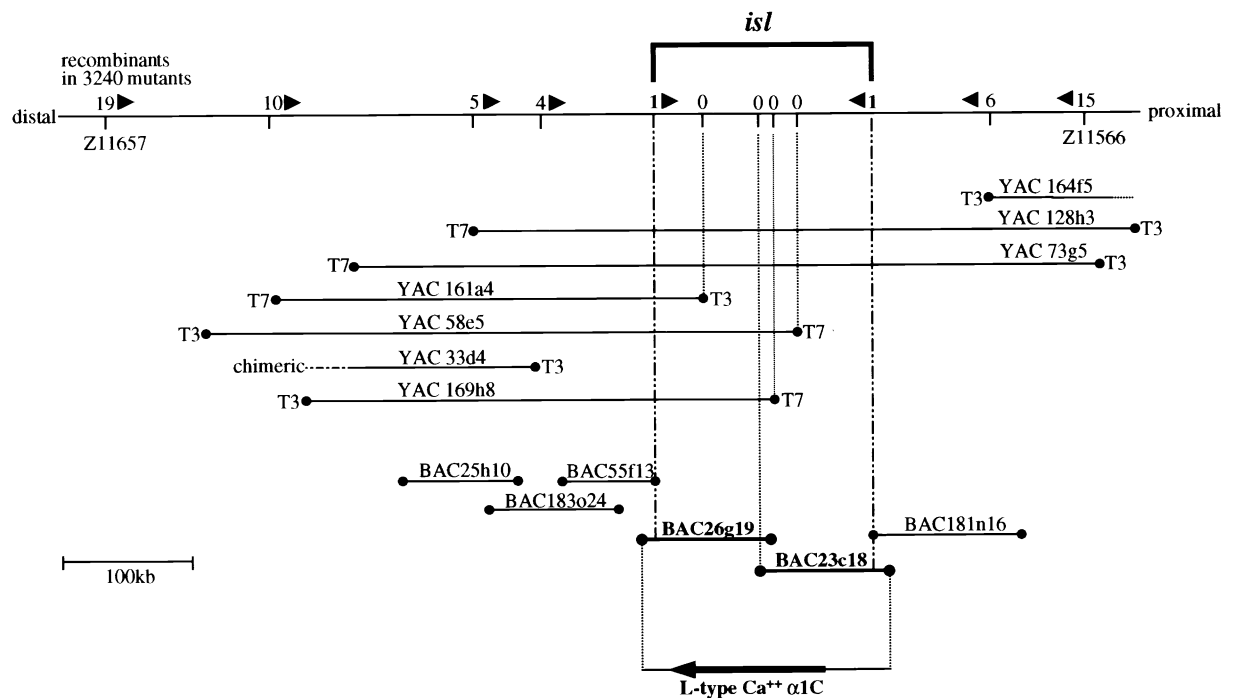 isl
recombinants
in 3240 mutants
19 10 5 4 1 0 0 0 0 1 6 15
distal proximal
Z11657 Z11566
T3 YAC 164f5
T7 YAC 128h3 T3
T7 YAC 73g5 T3
T7 YAC 161a4 T3
T3 YAC 58e5 T7
chimeric YAC 33d4 T3
T3 YAC 169h8 T7
BAC25h10 BAC55f13
BAC183o24
BAC26g19 BAC181n16
BAC23c18
100kb
L-type Ca⁺⁺ α1C